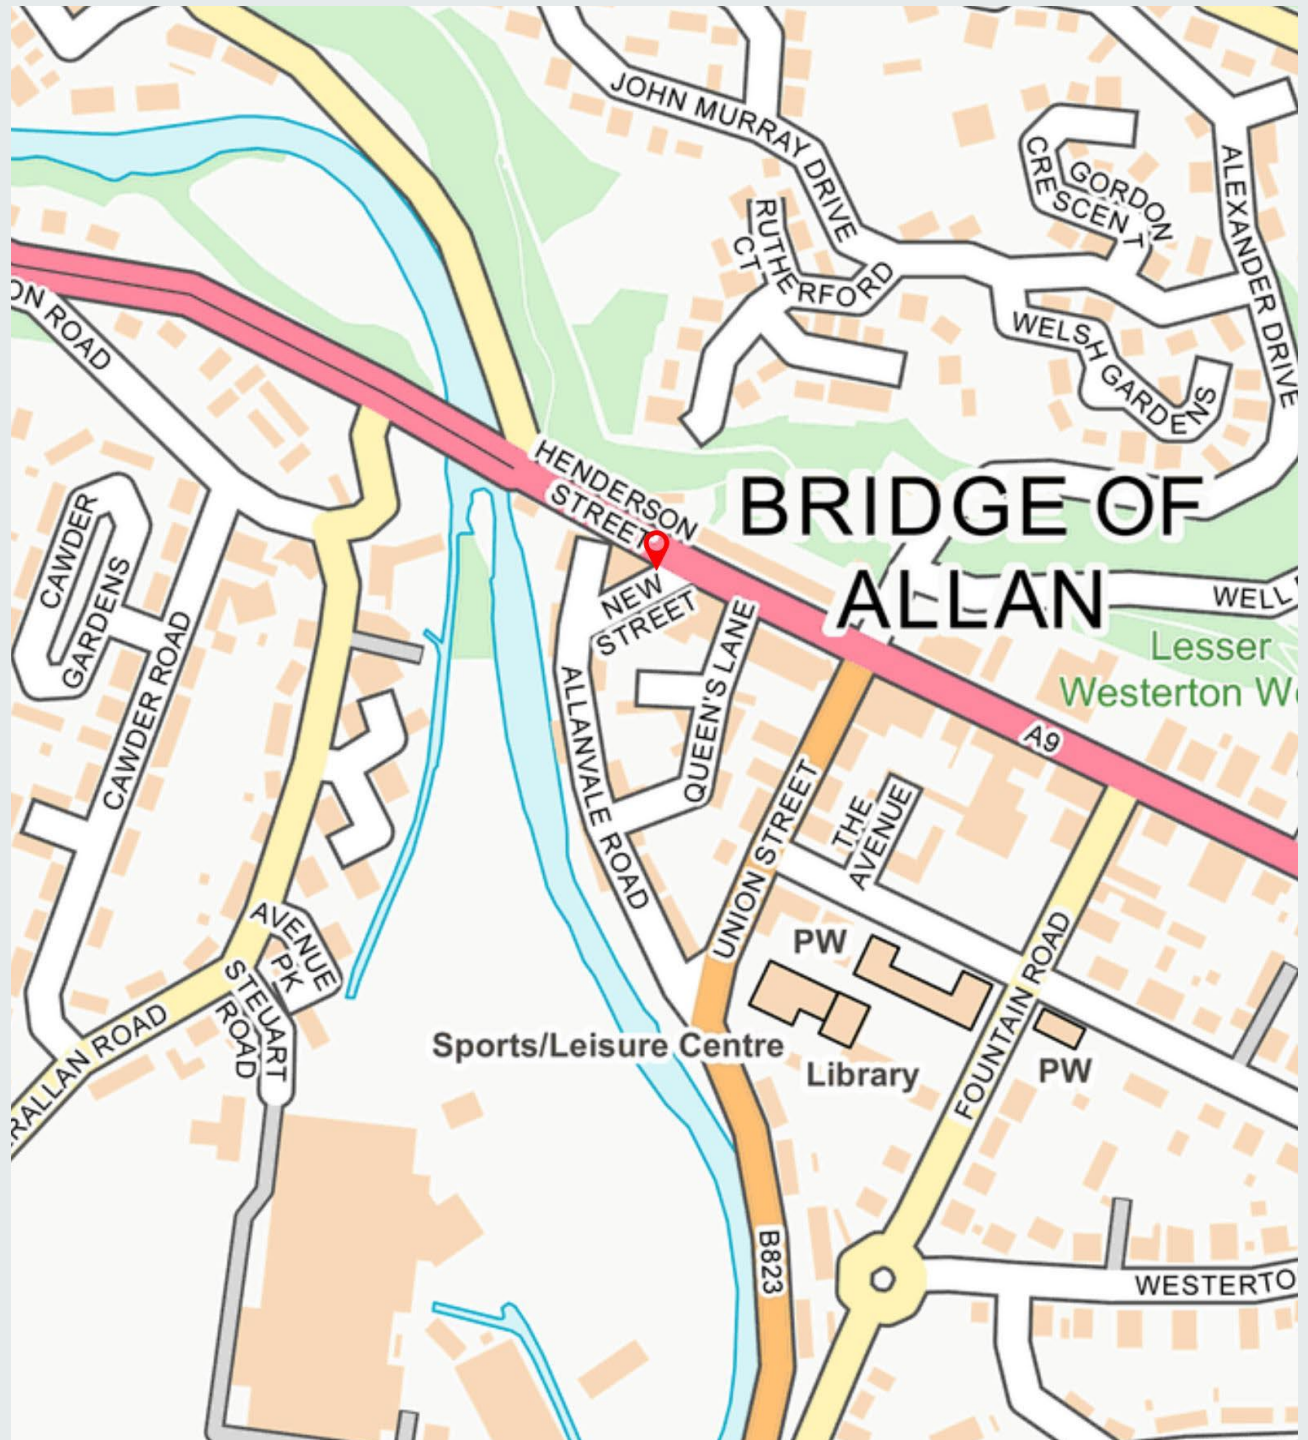 JOHN MURRAY DRIVE
GORDON
CRESCENT
ALEXANDER DRIVE
RUTHERFORD
CT
WELSH GARDENS
ON ROAD
HENDERSON
STREET
BRIDGE OF
ALLAN
CAWDER
GARDENS
CAWDER ROAD
NEW
STREET
WELL
Lesser
Westerton W
QUEEN'S LANE
ALLANVALE ROAD
A9
UNION STREET
THE
AVENUE
AVENUE
PK
PW
FOUNTAIN ROAD
STEUART
ROAD
RALLAN ROAD
Sports/Leisure Centre
Library
PW
B823
WESTERTO